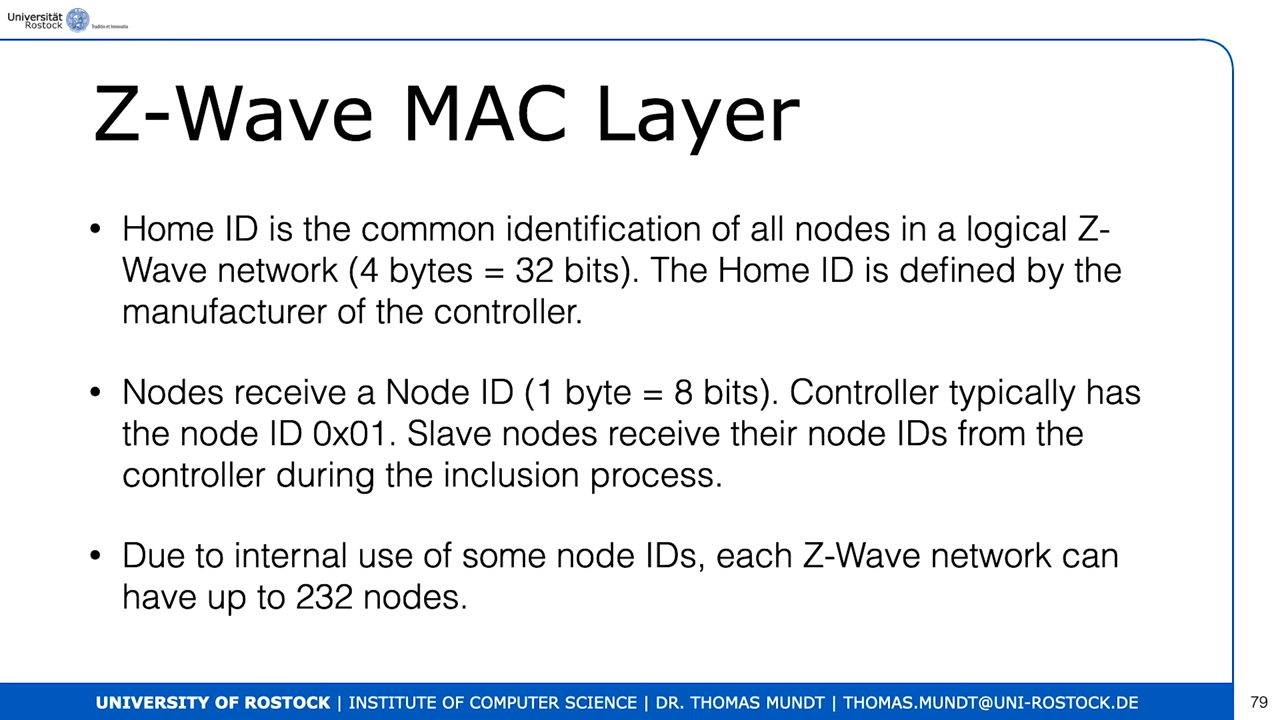 Universität
Rostock
Traditio et Innovatio
Z-Wave MAC Layer
• Home ID is the common identification of all nodes in a logical Z-
Wave network (4 bytes = 32 bits). The Home ID is defined by the
manufacturer of the controller.
• Nodes receive a Node ID (1 byte = 8 bits). Controller typically has
the node ID 0x01. Slave nodes receive their node IDs from the
controller during the inclusion process.
• Due to internal use of some node IDs, each Z-Wave network can
have up to 232 nodes.
UNIVERSITY OF ROSTOCK | INSTITUTE OF COMPUTER SCIENCE | DR. THOMAS MUNDT | THOMAS.MUNDT@UNI-ROSTOCK.DE
79